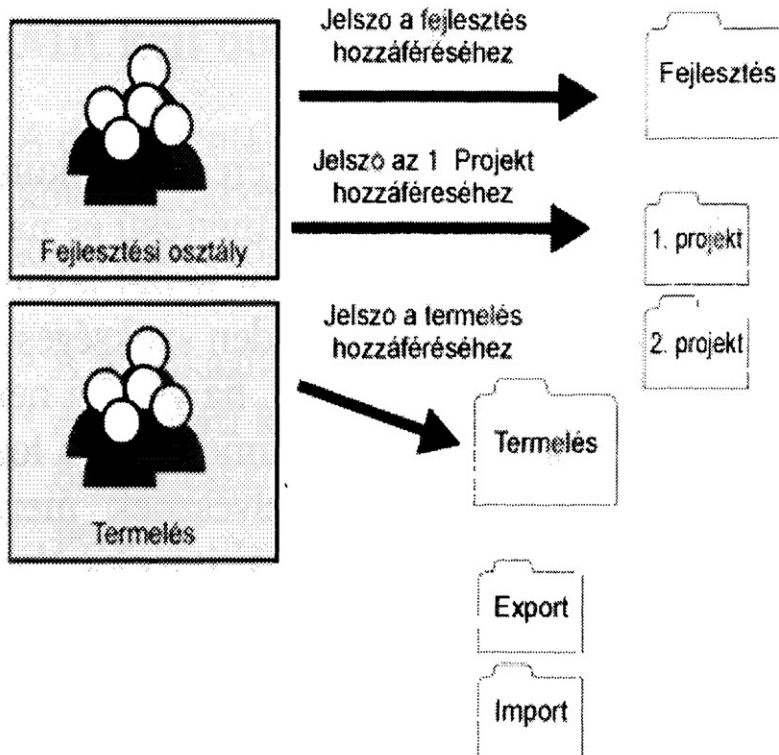 Jelszo a fejlesztés
hozzáféréséhez
Fejlesztés
Jelszo az 1 Projekt
hozzáféreséhez
Fejlesztési osztály
1. projekt
Jelszo a termelés
hozzáféréséhez
2. projekt
Termelés
Termelés
Export
Import